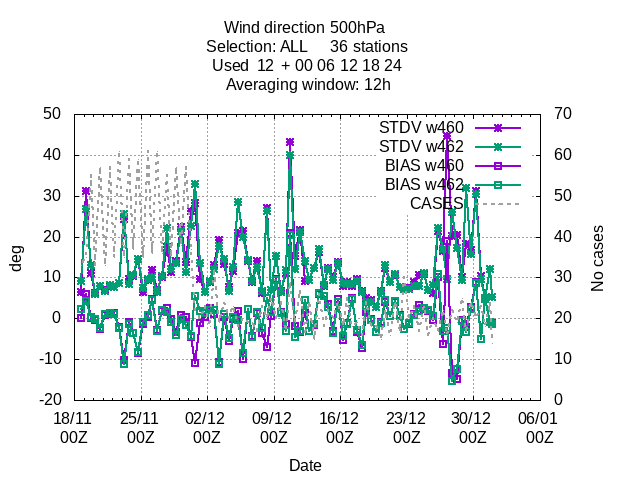 Wind direction 500hPa
Selection: ALL 36 stations
Used 12 + 00 06 12 18 24
Averaging window: 12h
50 70
STDV w460
STDV w462
40 60
BIAS w460
BIAS w462
30 50
CASES
deg
No cases
20 40
10 30
0 20
-10 10
-20 0
18/11 25/11 02/12 09/12 16/12 23/12 30/12 06/01
00Z 00Z 00Z 00Z 00Z 00Z 00Z 00Z
Date